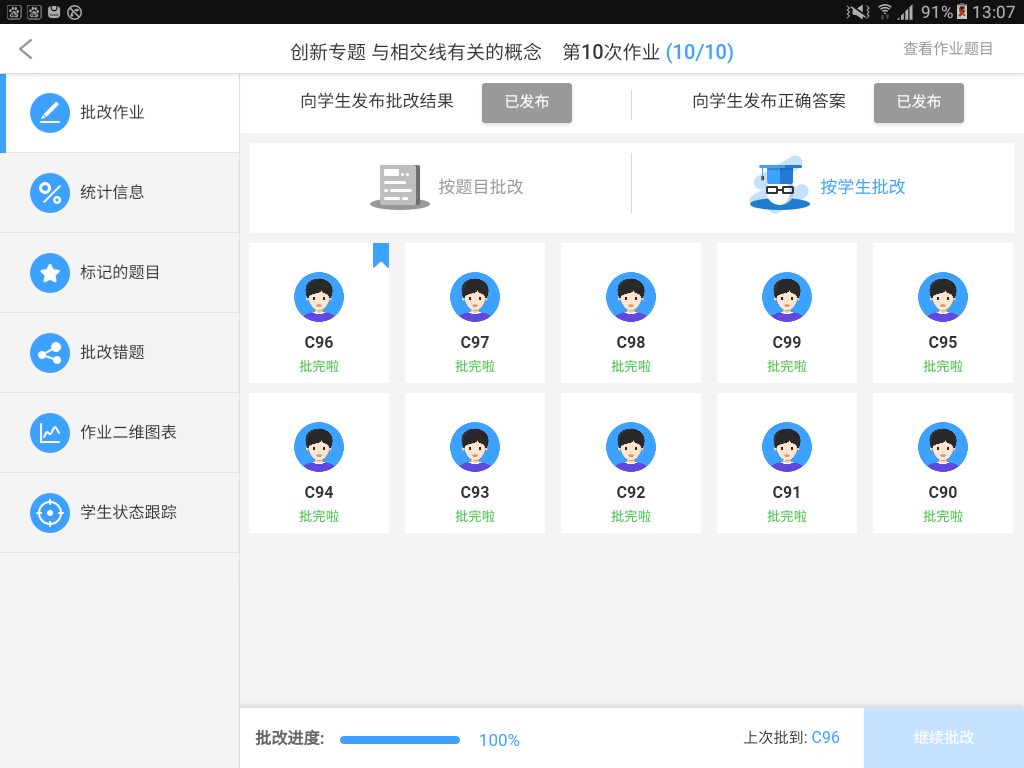 91% 13:07
创新专题 与相交线有关的概念 第10次作业 (10/10)
查看作业题目
批改作业
统计信息
标记的题目
批改错题
作业二维图表
学生状态跟踪
向学生发布批改结果 已发布
向学生发布正确答案 已发布
按题目批改
按学生批改
C96 C97 C98 C99 C95
批完啦 批完啦 批完啦 批完啦 批完啦
C94 C93 C92 C91 C90
批完啦 批完啦 批完啦 批完啦 批完啦
批改进度: 100%
上次批到: C96
继续批改